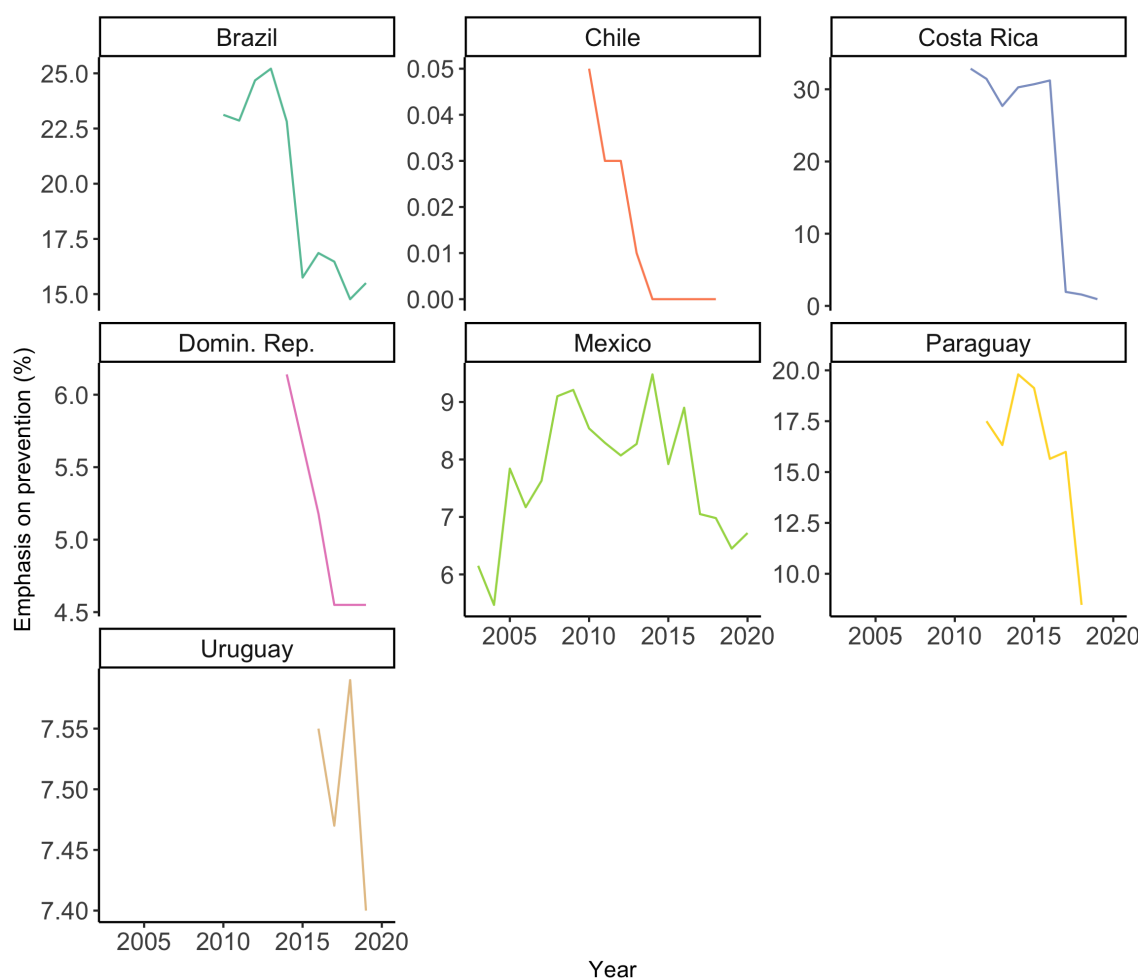 Brazil
Chile
Costa Rica
25.0
22.5
20.0
17.5
15.0
0.05
0.04
0.03
0.02
0.01
0.00
30
20
10
0
Domin. Rep.
Mexico
Paraguay
6.0
5.5
5.0
4.5
9
8
7
6
20.0
17.5
15.0
12.5
10.0
2005 2010 2015 2020
2005 2010 2015 2020
Uruguay
7.55
7.50
7.45
7.40
2005 2010 2015 2020
Emphasis on prevention (%)
Year